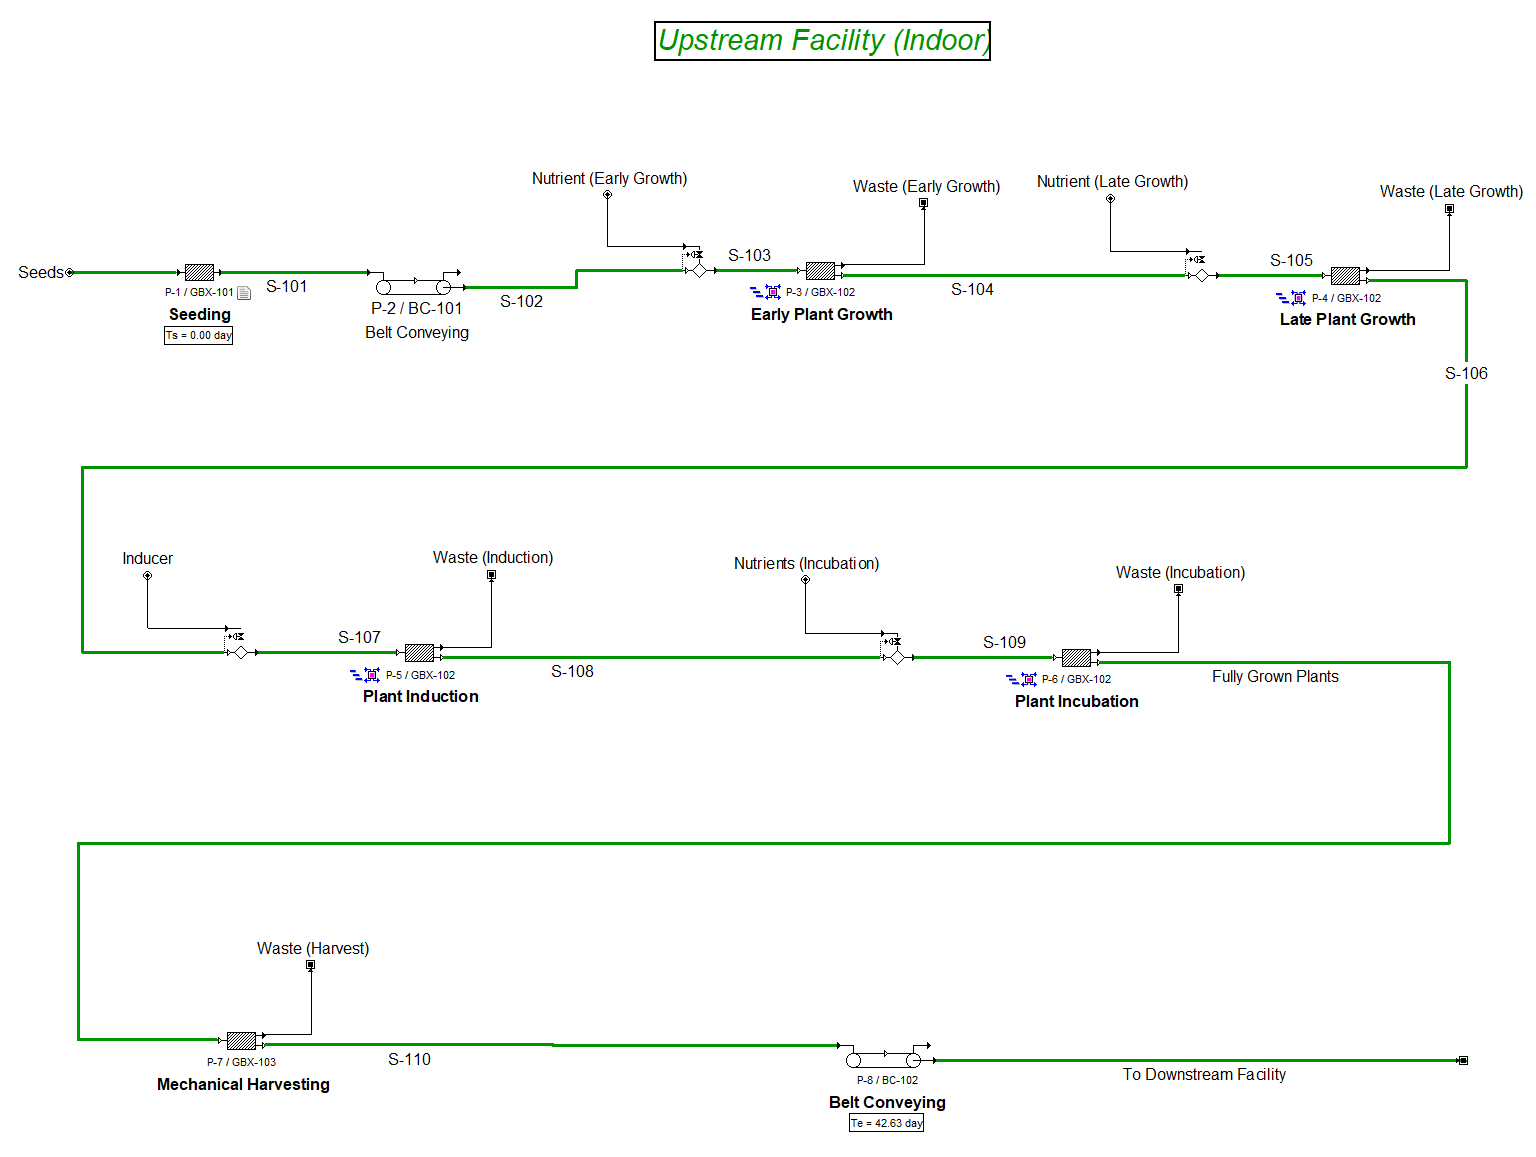 Upstream Facility (Indoor)
Nutrient (Early Growth)
Waste (Early Growth)
Nutrient (Late Growth)
Waste (Late Growth)
Seeds
S-101
S-102
S-103
S-104
S-105
P-1 / GBX-101
Seeding
Ts = 0.00 day
P-2 / BC-101
Belt Conveying
P-3 / GBX-102
Early Plant Growth
P-4 / GBX-102
Late Plant Growth
S-106
Inducer
Waste (Induction)
Nutrients (Incubation)
Waste (Incubation)
S-107
S-108
S-109
P-5 / GBX-102
Plant Induction
P-6 / GBX-102
Plant Incubation
Fully Grown Plants
Waste (Harvest)
P-7 / GBX-103
Mechanical Harvesting
S-110
P-8 / BC-102
Belt Conveying
Te = 42.63 day
To Downstream Facility